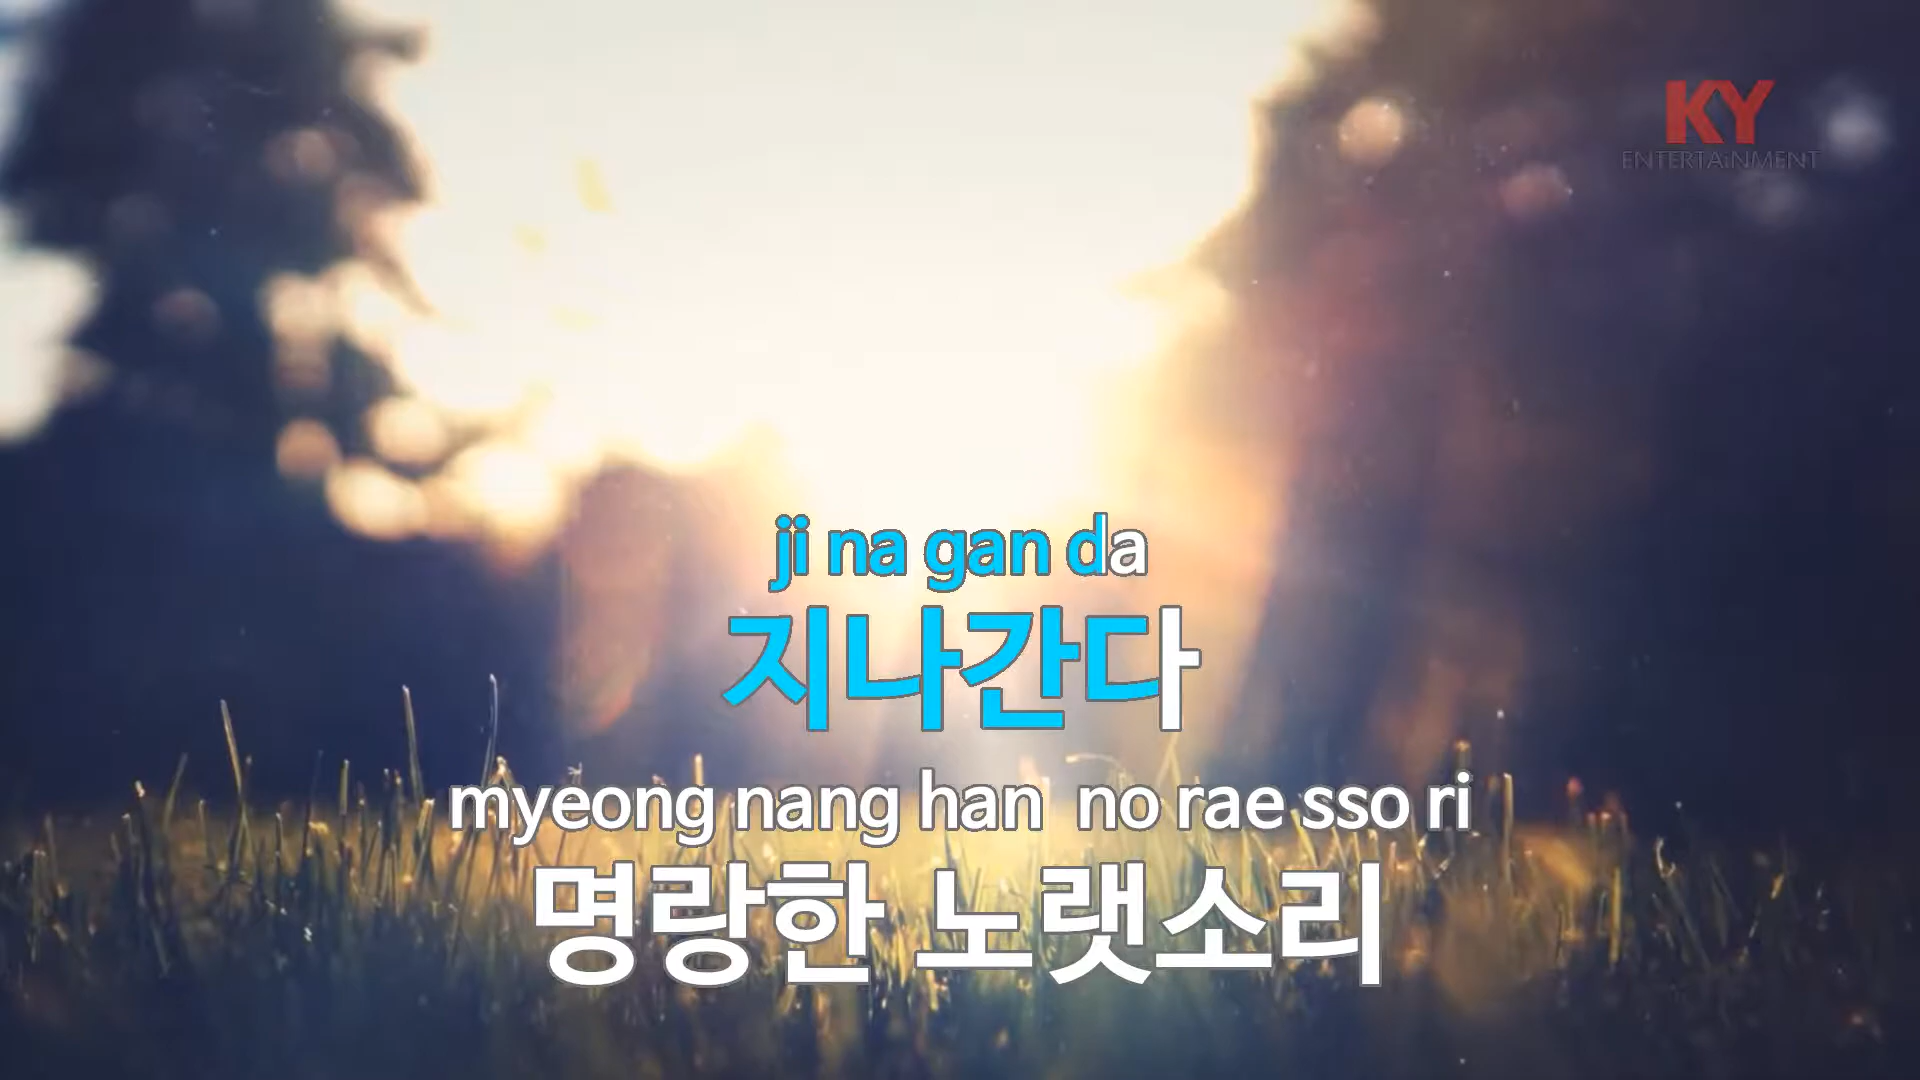 KY
ENTERTAiNMENT
ji na gan da
지나간다
myeong nang han no rae sso ri
명랑한 노랫소리